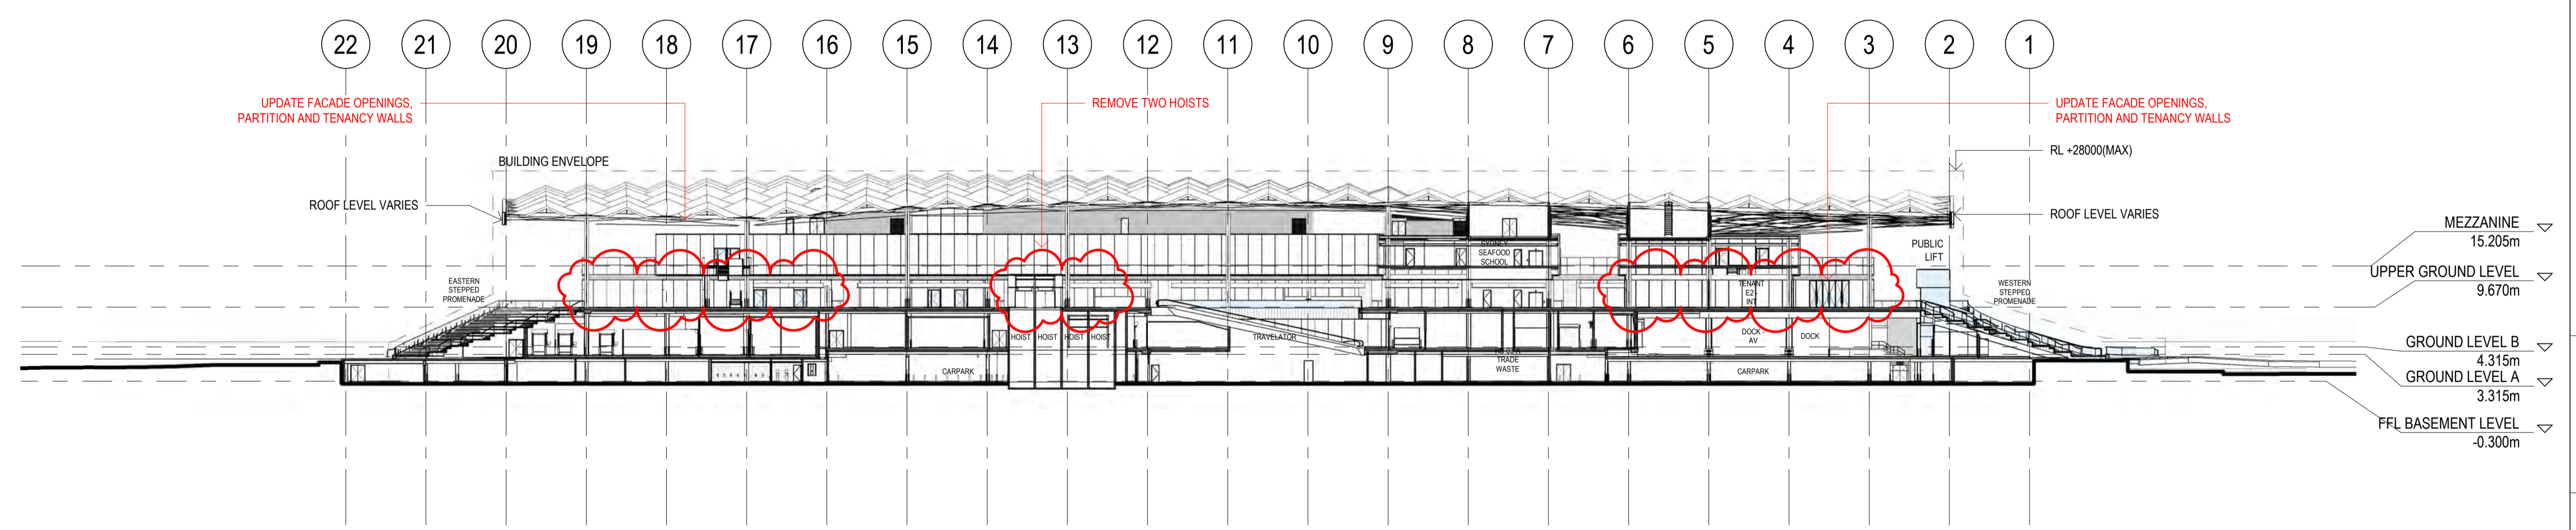 22 21 20 19 18 17 16 15 14 13 12 11 10 9 8 7 6 5 4 3 2 1
UPDATE FACADE OPENINGS,
PARTITION AND TENANCY WALLS
REMOVE TWO HOISTS
UPDATE FACADE OPENINGS,
PARTITION AND TENANCY WALLS
BUILDING ENVELOPE
RL +28000(MAX)
ROOF LEVEL VARIES
ROOF LEVEL VARIES
MEZZANINE
15.205m
PUBLIC
LIFT
SYDNEY
SEAFOOD
SCHOOL
UPPER GROUND LEVEL
9.670m
EASTERN
STEPPED
PROMENADE
TENANT
E2 -
INT
WESTERN
STEPPED
PROMENADE
HOIST HOIST HOIST HOIST
TRAVELATOR
DOCK -
AV
DOCK
GROUND LEVEL B
4.315m
TRADE
WASTE
CARPARK
CARPARK
GROUND LEVEL A
3.315m
FFL BASEMENT LEVEL
-0.300m